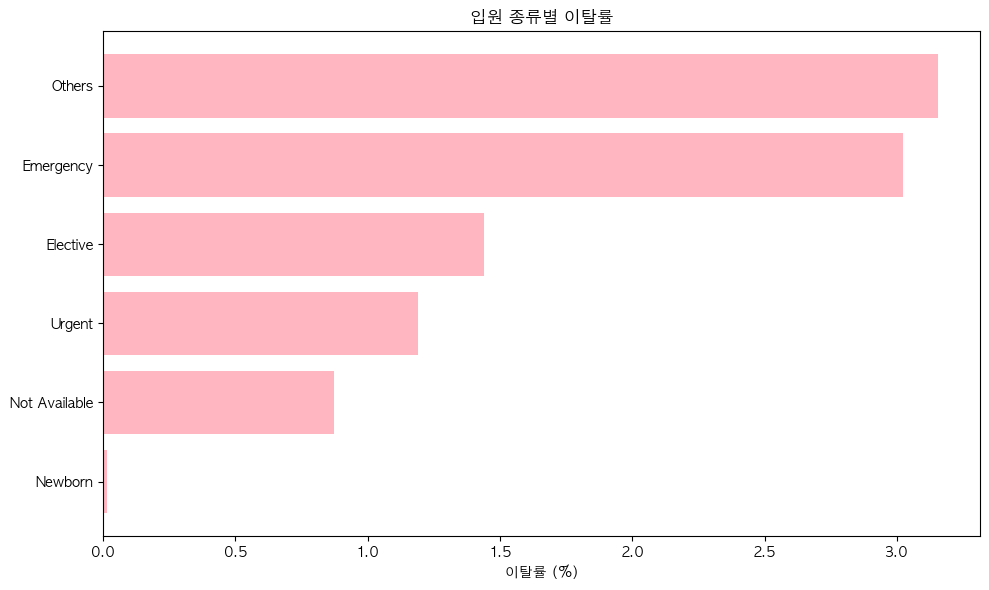 입원 종류별 이탈률
Others
Emergency
Elective
Urgent
Not Available
Newborn
0.0 0.5 1.0 1.5 2.0 2.5 3.0
이탈률 (%)